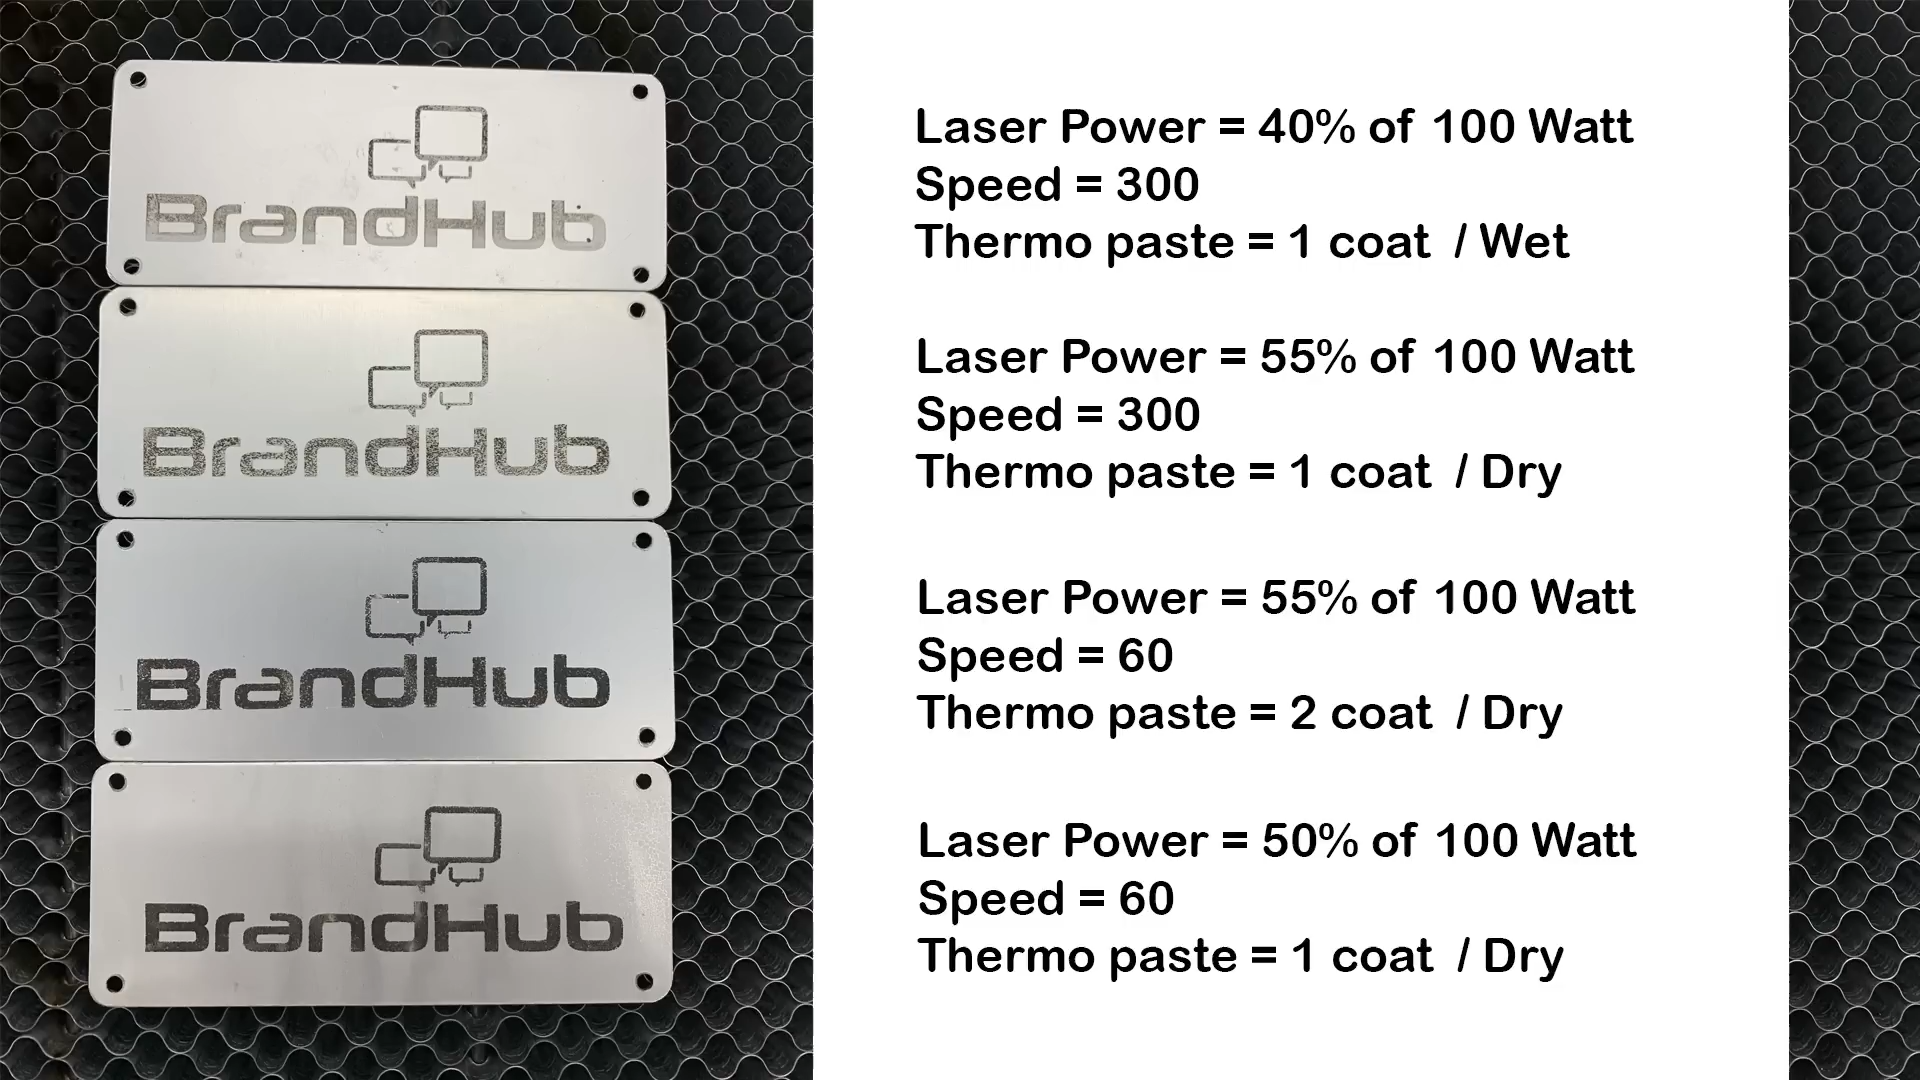 BrandHub
Laser Power = 40% of 100 Watt
Speed = 300
Thermo paste = 1 coat / Wet
BrandHub
Laser Power = 55% of 100 Watt
Speed = 300
Thermo paste = 1 coat / Dry
BrandHub
Laser Power = 55% of 100 Watt
Speed = 60
Thermo paste = 2 coat / Dry
BrandHub
Laser Power = 50% of 100 Watt
Speed = 60
Thermo paste = 1 coat / Dry